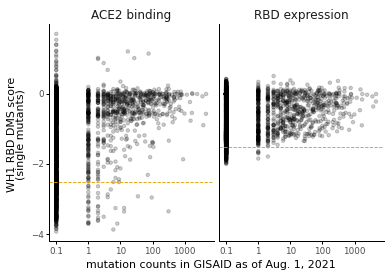 ACE2 binding
RBD expression
WH1 RBD DMS score
(single mutants)
0
−2
−4
0.1
1
10
100
1000
0.1
1
10
100
1000
mutation counts in GISAID as of Aug. 1, 2021